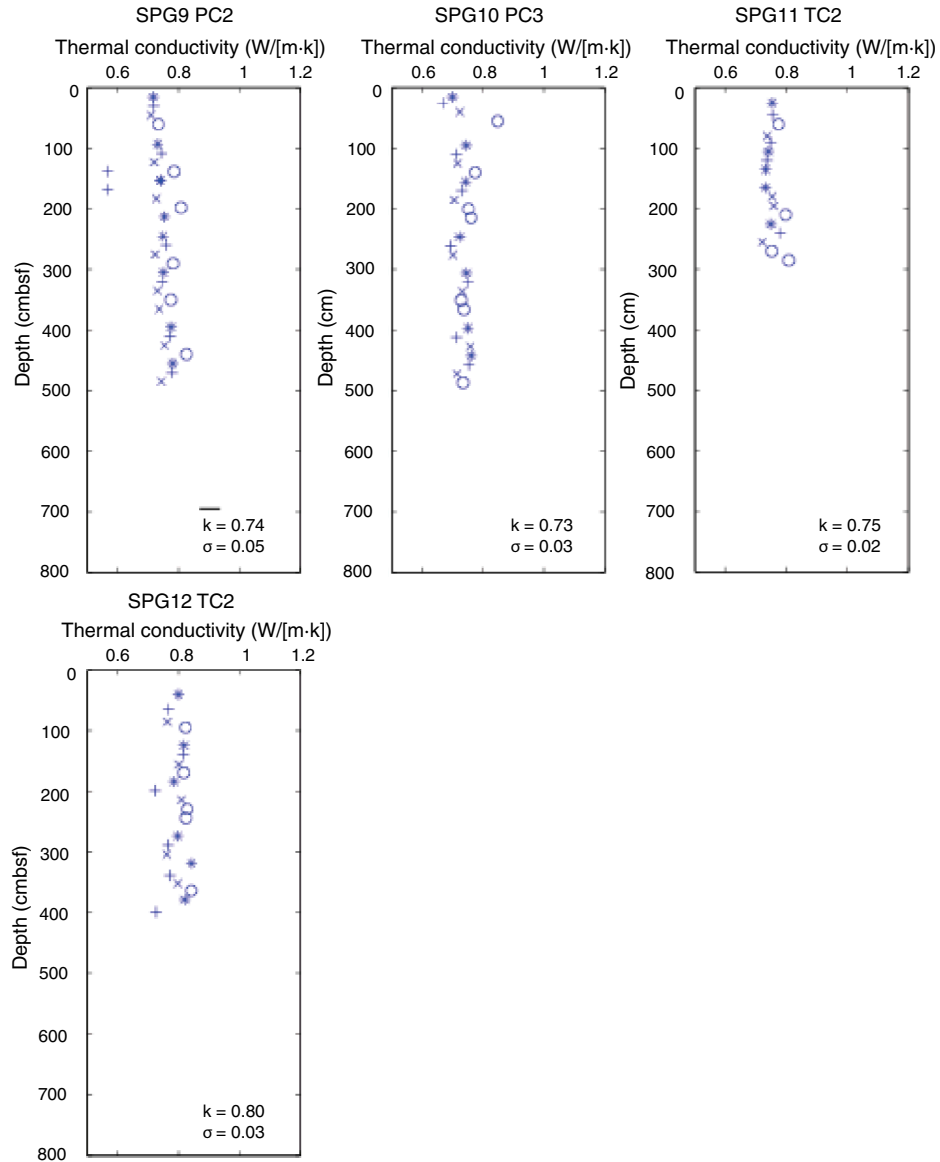 SPG9 PC2
Thermal conductivity (W/[m·k])
0.6 0.8 1 1.2
0
100
200
300
400
500
600
700
800
Depth (cmbsf)
k = 0.74
σ = 0.05
SPG10 PC3
Thermal conductivity (W/[m·k])
0.6 0.8 1 1.2
0
100
200
300
400
500
600
700
800
Depth (cm)
k = 0.73
σ = 0.03
SPG11 TC2
Thermal conductivity (W/[m·k])
0.6 0.8 1 1.2
0
100
200
300
400
500
600
700
800
Depth (cm)
k = 0.75
σ = 0.02
SPG12 TC2
Thermal conductivity (W/[m·k])
0.6 0.8 1 1.2
0
100
200
300
400
500
600
700
800
Depth (cmbsf)
k = 0.80
σ = 0.03